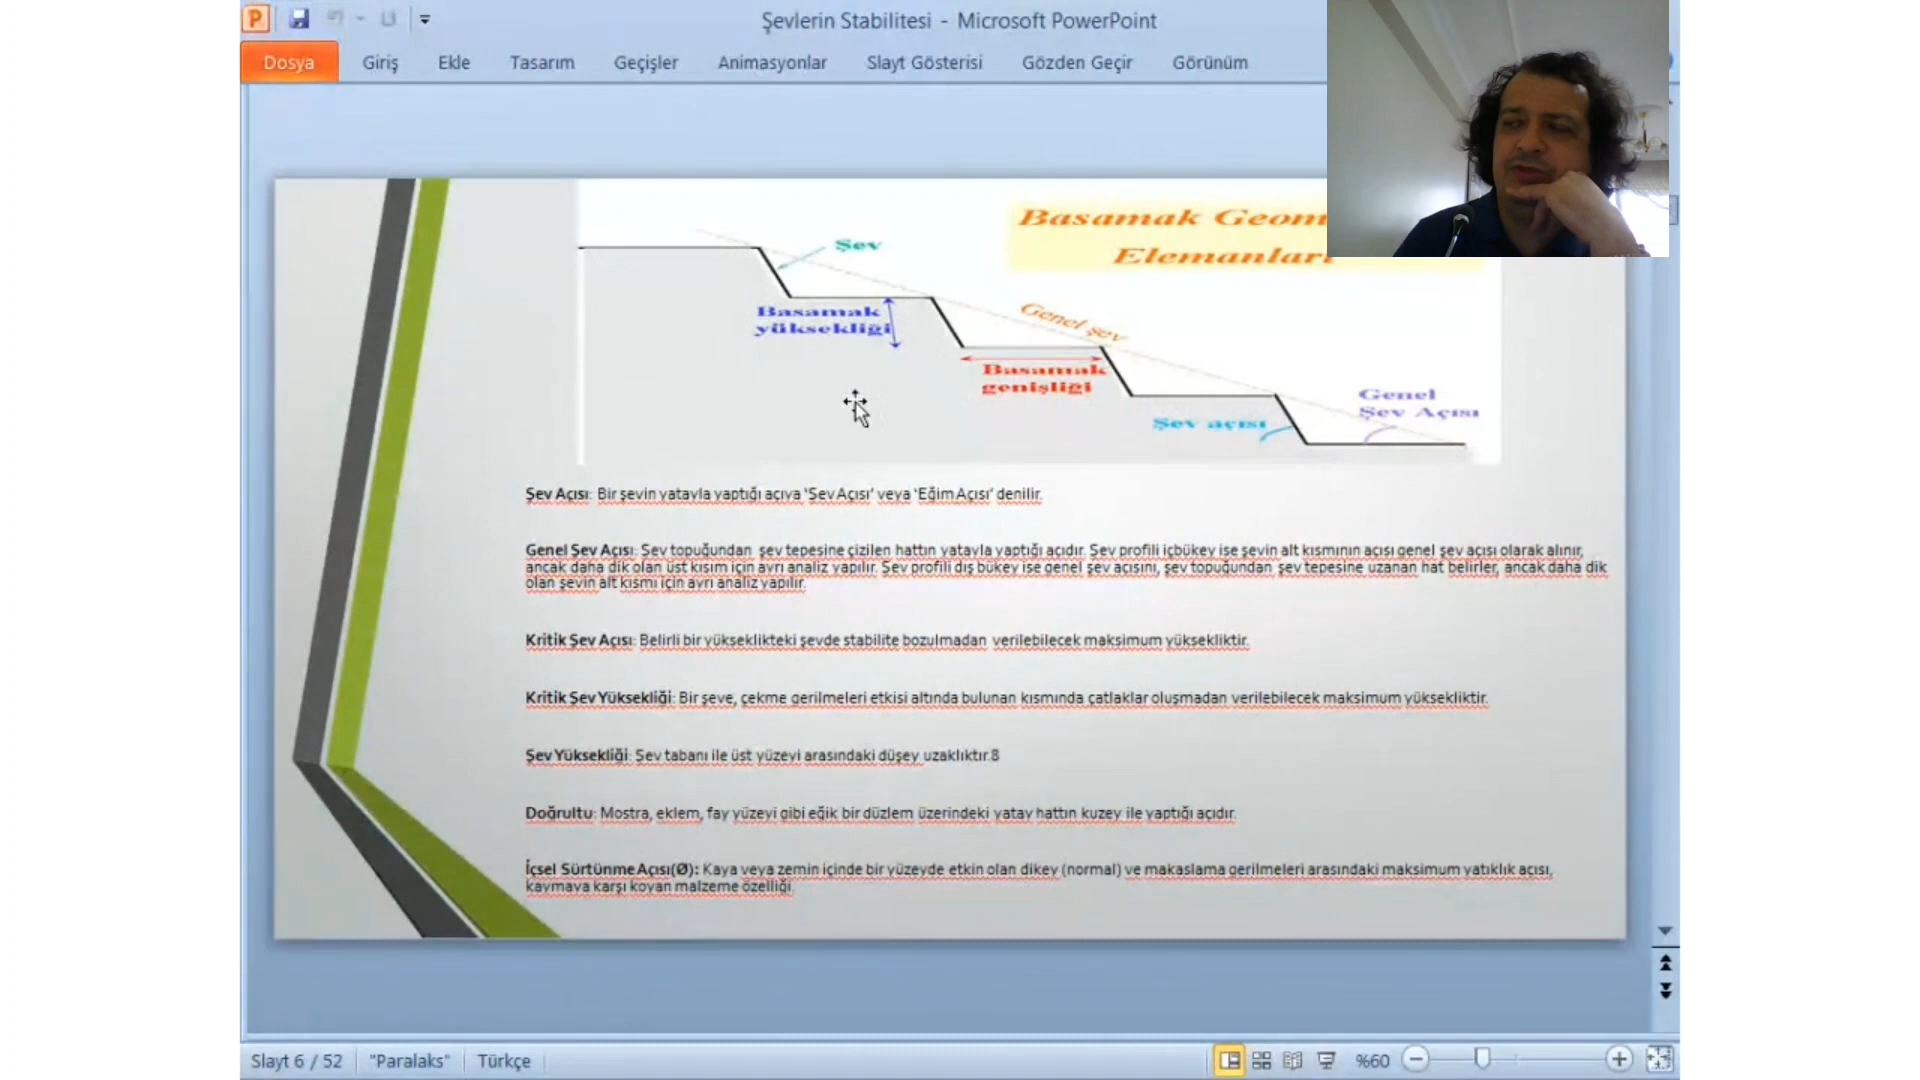 Şevlerin Stabilitesi - Microsoft PowerPoint
Dosya Giriş Ekle Tasarım Geçişler Animasyonlar Slayt Gösterisi Gözden Geçir Görünüm
Basamak
Elemanları
Şev
Genel şev
Basamak
yüksekliği
Basamak
genişliği
Genel
Şev Açısı
Şev açısı
Şev Açısı: Bir şevin yatayla yaptığı açıya ‘Şev Açısı’ veya ‘Eğim Açısı’ denilir.
Genel Şev Açısı: Şev topuğundan şev tepesine çizilen hattın yatayla yaptığı açıdır. Şev profili içbükey ise şevin alt kısmının açısı genel şev açısı olarak alınır,
ancak daha dik olan üst kısım için ayrı analiz yapılır. Şev profili dış bükey ise genel şev açısını, şev topuğundan şev tepesine uzanan hat belirler, ancak daha dik
olan şevin alt kısmı için ayrı analiz yapılır.
Kritik Şev Açısı: Belirli bir yükseklikteki şevde stabilite bozulmadan verilebilecek maksimum yüksekliktir.
Kritik Şev Yüksekliği: Bir şeve, çekme gerilmeleri etkisi altında bulunan kısmında çatlaklar oluşmadan verilebilecek maksimum yüksekliktir.
Şev Yüksekliği: Şev tabanı ile üst yüzeyi arasındaki düşey uzaklıktır.8
Doğrultu: Mostra, eklem, fay yüzeyi gibi eğik bir düzlem üzerindeki yatay hattın kuzey ile yaptığı açıdır.
İçsel Sürtünme Açısı(Ø): Kaya veya zemin içinde bir yüzeyde etkin olan dikey (normal) ve makaslama gerilmeleri arasındaki maksimum yatıklık açısı,
kaymaya karşı koyan malzeme özelliği.
Slayt 6 / 52 "Paralaks" Türkçe %60